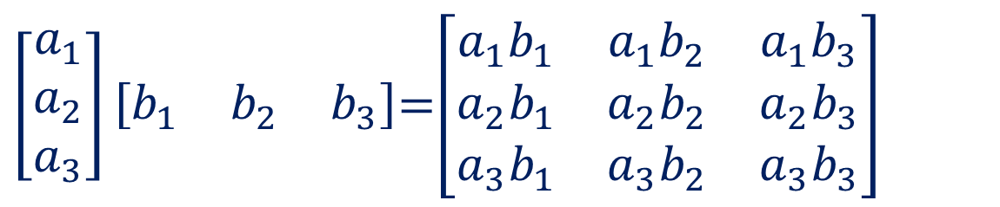 [a₁ a₂ a₃] [b₁ b₂ b₃]=[a₁b₁ a₁b₂ a₁b₃
a₂b₁ a₂b₂ a₂b₃
a₃b₁ a₃b₂ a₃b₃]